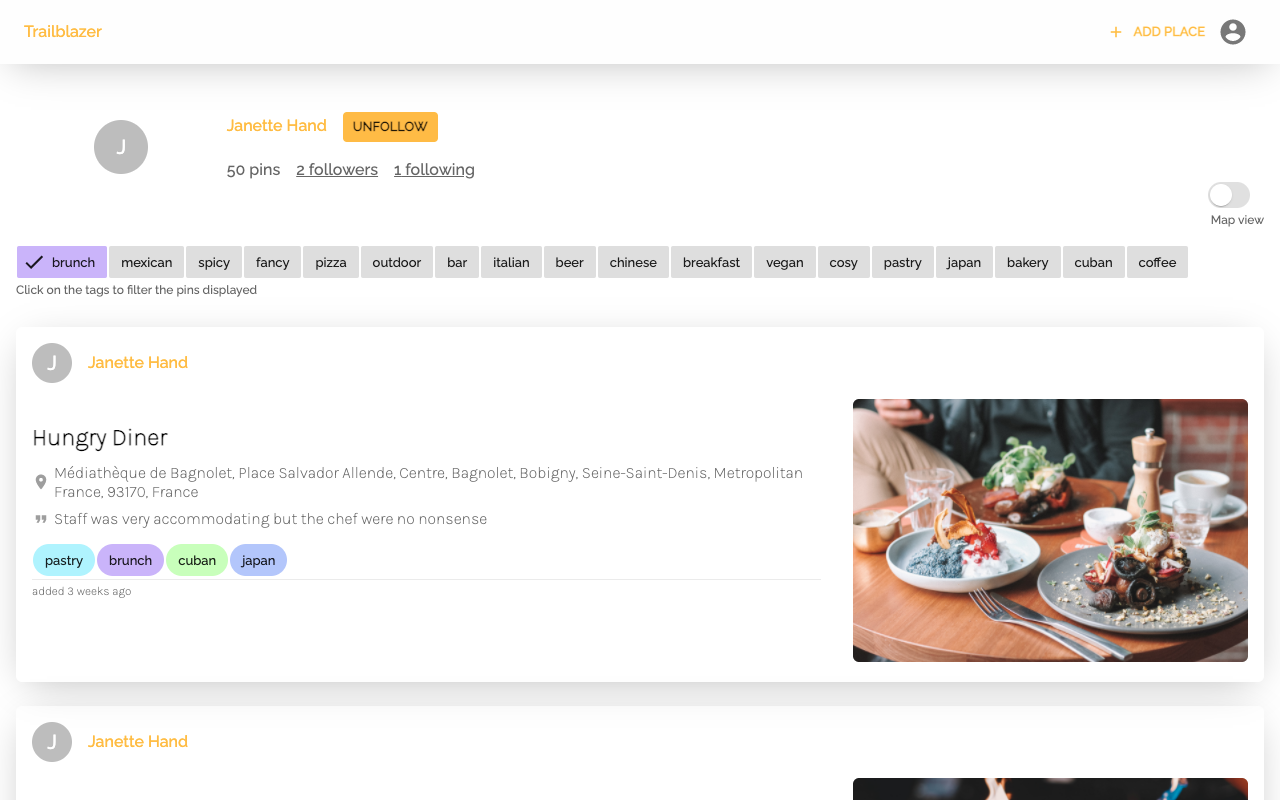 Trailblazer
ADD PLACE
J
Janette Hand
UNFOLLOW
50 pins 2 followers 1 following
Map view
brunch mexican spicy fancy pizza outdoor bar italian beer chinese breakfast vegan cosy pastry japan bakery cuban coffee
Click on the tags to filter the pins displayed
J
Janette Hand
Hungry Diner
Médiathèque de Bagnolet, Place Salvador Allende, Centre, Bagnolet, Bobigny, Seine-Saint-Denis, Metropolitan
France, 93170, France
Staff was very accommodating but the chef were no nonsense
pastry brunch cuban japan
added 3 weeks ago
J
Janette Hand